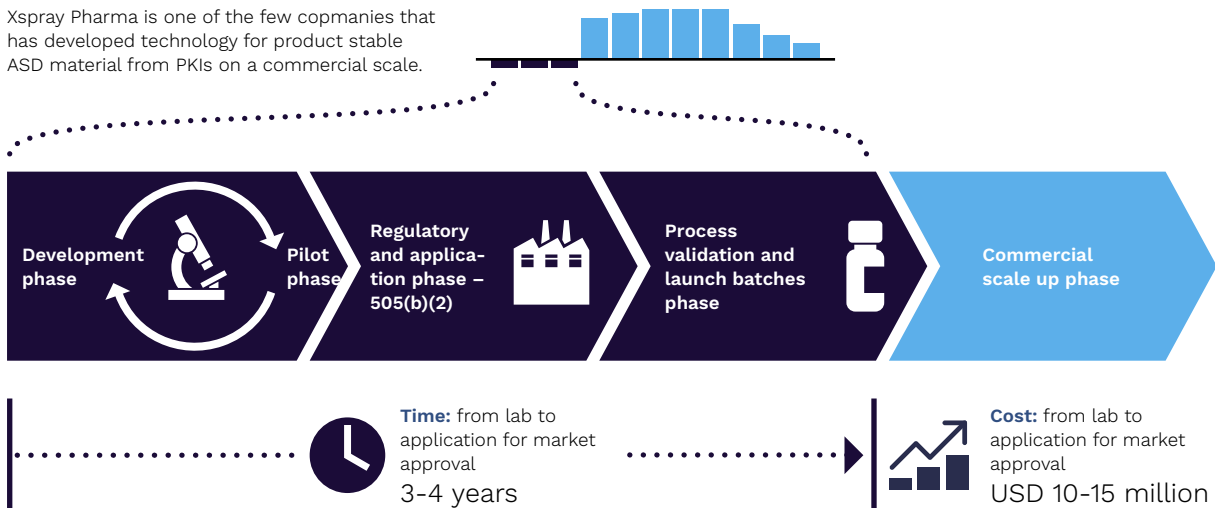 Xspray Pharma is one of the few copmanies that
has developed technology for product stable
ASD material from PKIs on a commercial scale.
Development
phase
Pilot
phase
Regulatory
and applica-
tion phase –
505(b)(2)
Process
validation and
launch batches
phase
Commercial
scale up phase
Time: from lab to
application for market
approval
3-4 years
Cost: from lab to
application for market
approval
USD 10-15 million